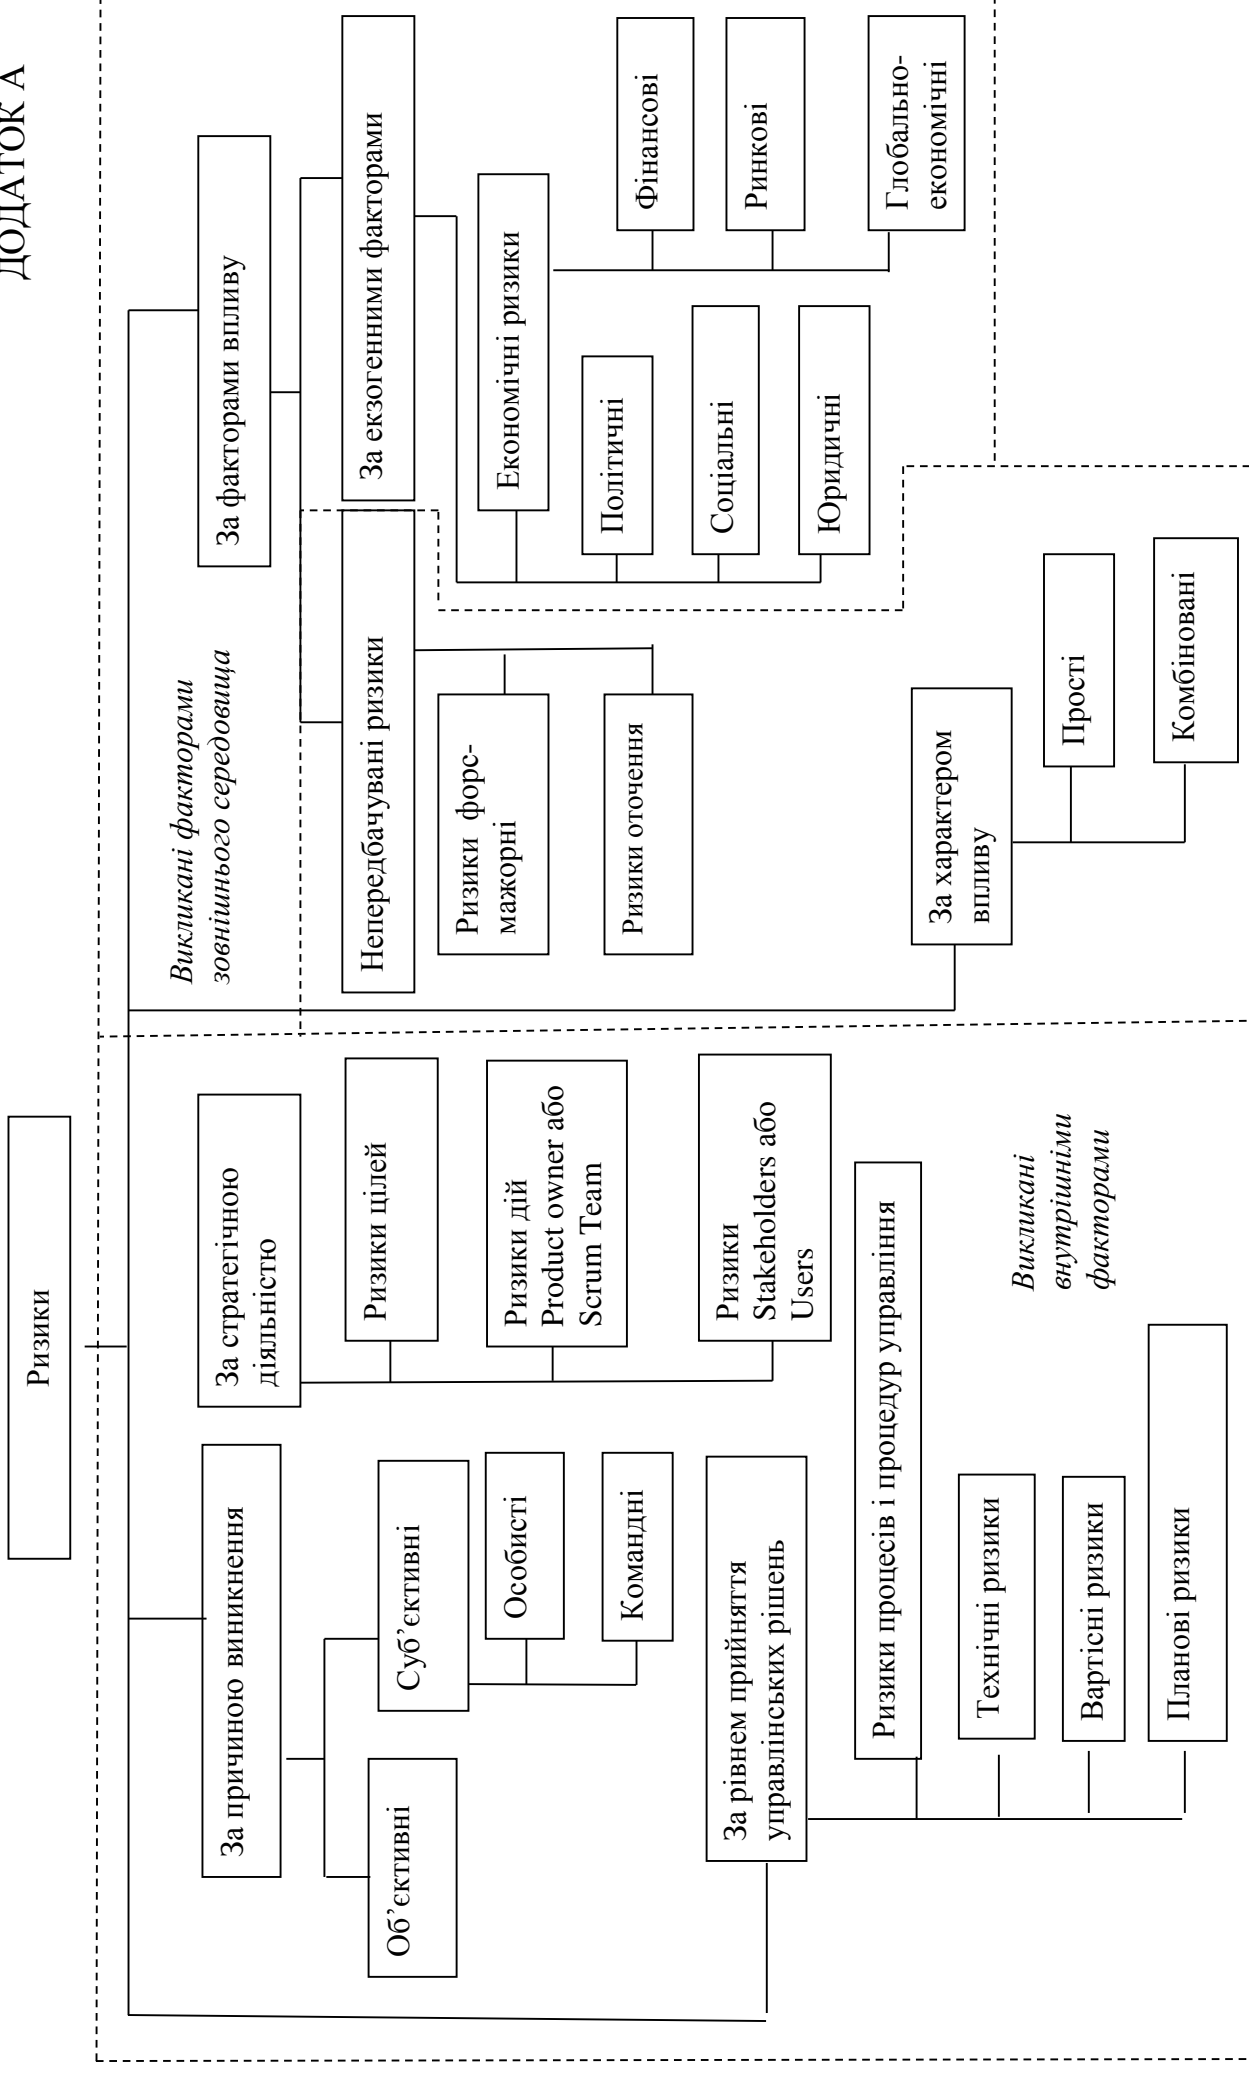 ДОДАТОК А
Ризики
За причиною виникнення
Об’єктивні
Суб’єктивні
Особисті
Командні
За рівнем прийняття
управлінських рішень
Ризики процесів і процедур управління
Технічні ризики
Вартісні ризики
Планові ризики
За стратегічною
діяльністю
Ризики цілей
Ризики дій
Product owner або
Scrum Team
Ризики
Stakeholders або
Users
Викликані
внутрішніми
факторами
Викликані факторами
зовнішнього середовища
За факторами впливу
Непередбачувані ризики
Ризики форс-
мажорні
Ризики оточення
За екзогенними факторами
Економічні ризики
Політичні
Соціальні
Юридичні
Фінансові
Ринкові
Глобально-
економічні
За характером
впливу
Прості
Комбіновані